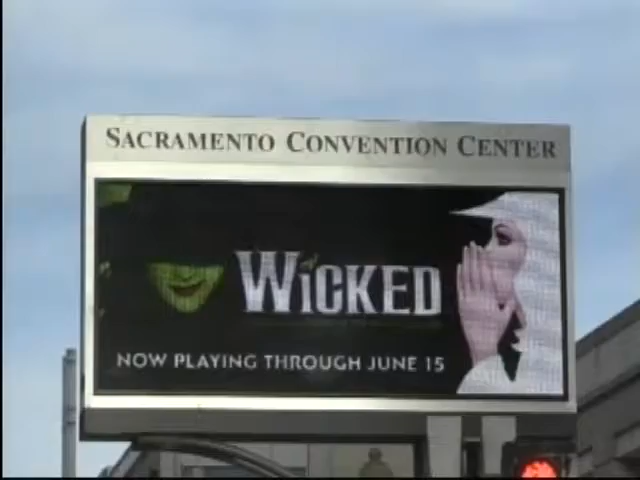 SACRAMENTO CONVENTION CENTER
WICKED
NOW PLAYING THROUGH JUNE 15